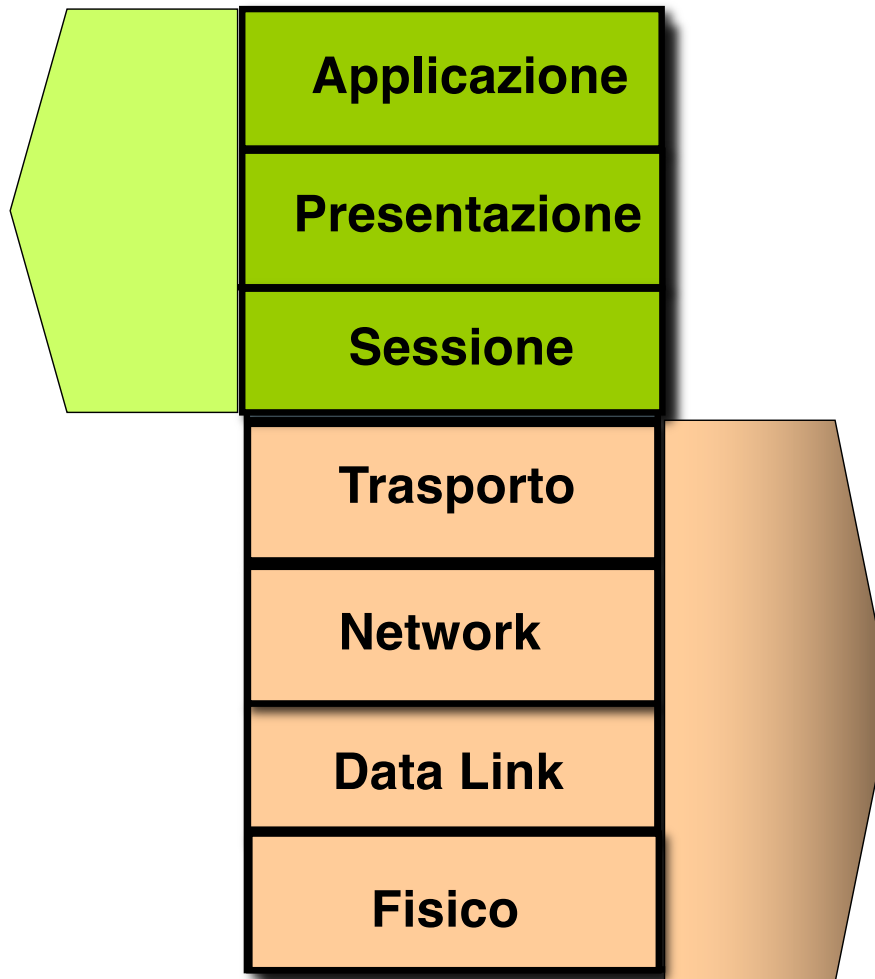 Applicazione
Presentazione
Sessione
Trasporto
Network
Data Link
Fisico